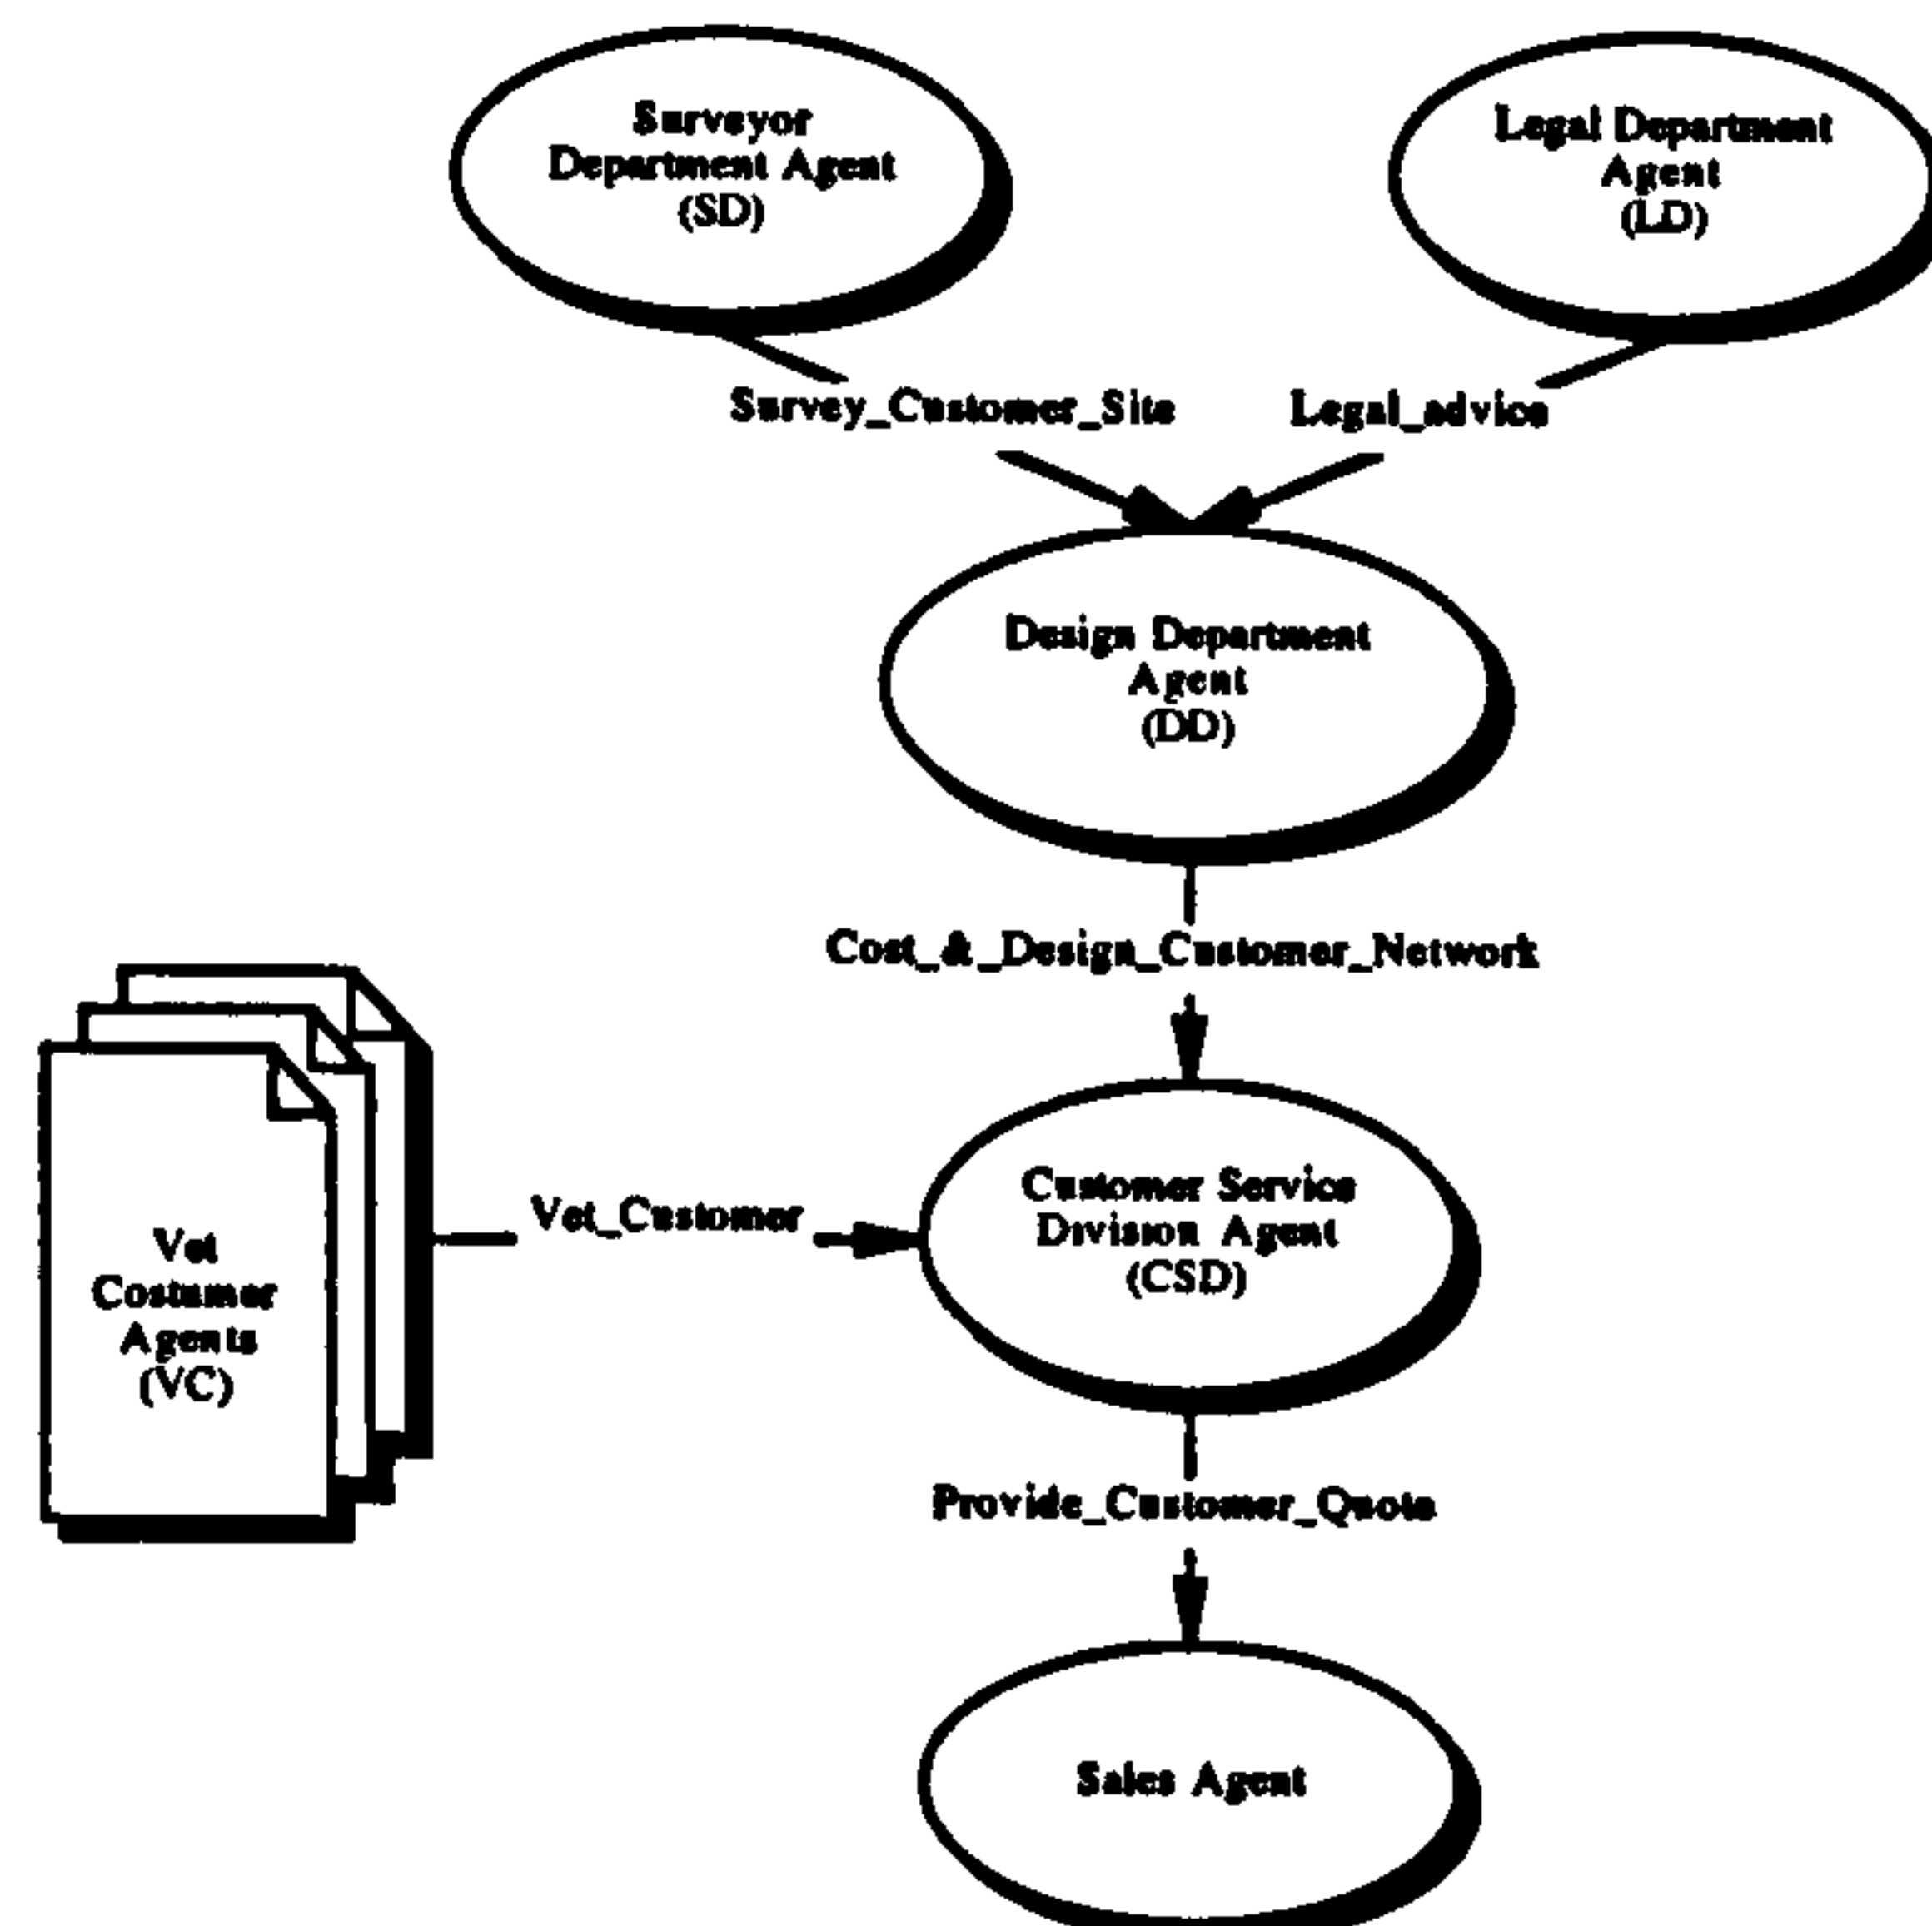 Surveyor
Department Agent
(SD)
Legal Department
Agent
(LD)
Survey_Customer_Site
Legal_advice
Design Department
Agent
(DD)
Cost_&_Design_Customer_Network
Vet_Customer
Customer Service
Division Agent
(CSD)
Vet
Costumer
Agents
(VC)
Provide_Customer_Quote
Sales Agent